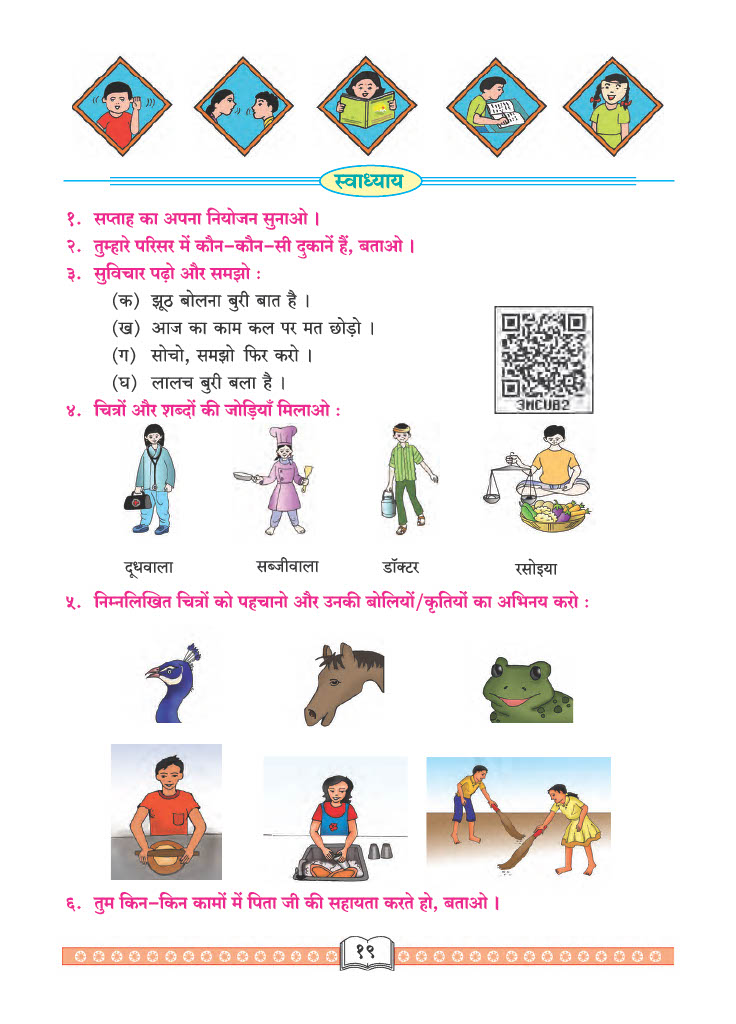 स्वाध्याय
१. सप्ताह का अपना नियोजन सुनाओ ।
२. तुम्हारे परिसर में कौन-कौन-सी दुकानें हैं, बताओ ।
३. सुविचार पढ़ो और समझो :
(क) झूठ बोलना बुरी बात है ।
(ख) आज का काम कल पर मत छोड़ो ।
(ग) सोचो, समझो फिर करो ।
(घ) लालच बुरी बला है ।
3MCUB2
४. चित्रों और शब्दों की जोड़ियाँ मिलाओ :
दूधवाला सब्जीवाला डॉक्टर रसोइया
५. निम्नलिखित चित्रों को पहचानो और उनकी बोलियों/कृतियों का अभिनय करो :
६. तुम किन-किन कामों में पिता जी की सहायता करते हो, बताओ ।
१९